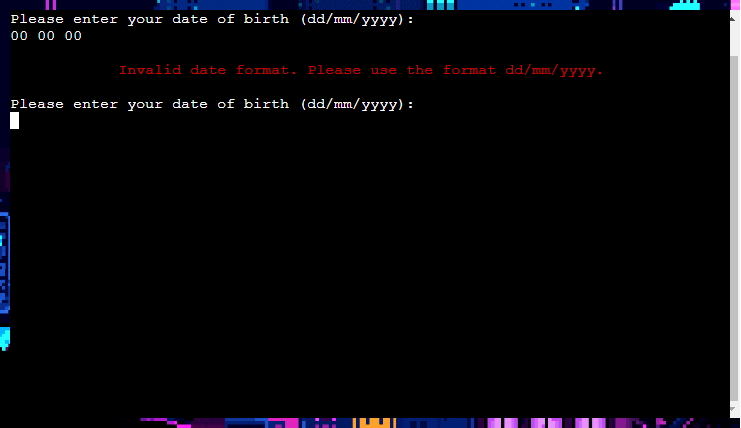 Please enter your date of birth (dd/mm/yyyy):
00 00 00
Invalid date format. Please use the format dd/mm/yyyy.
Please enter your date of birth (dd/mm/yyyy):